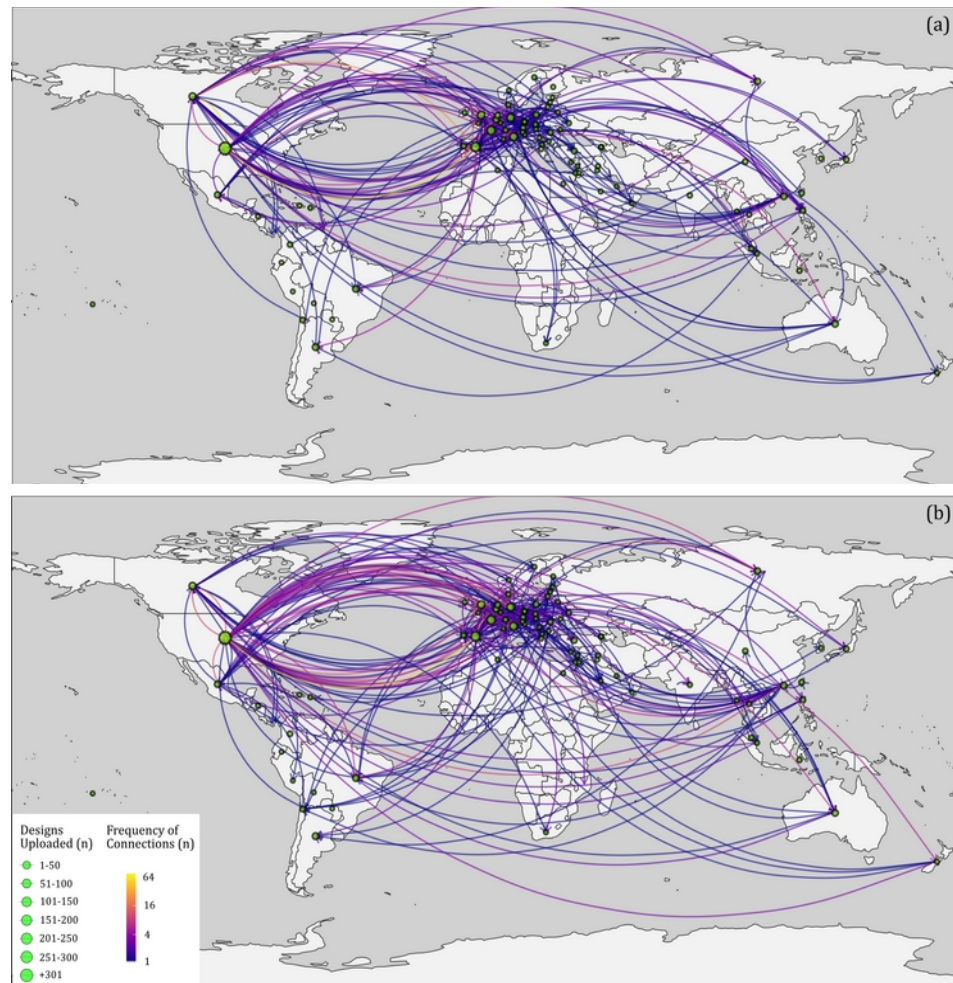 (a)
(b)
Designs
Uploaded (n)
1-50
51-100
101-150
151-200
201-250
251-300
+301
Frequency of
Connections (n)
64
16
4
1